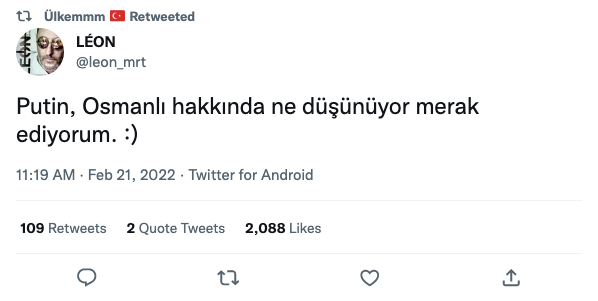 Ülkemmm 🇹🇷 Retweeted
LÉON
@leon_mrt
Putin, Osmanlı hakkında ne düşünüyor merak
ediyorum. :)
11:19 AM · Feb 21, 2022 · Twitter for Android
109 Retweets 2 Quote Tweets 2,088 Likes